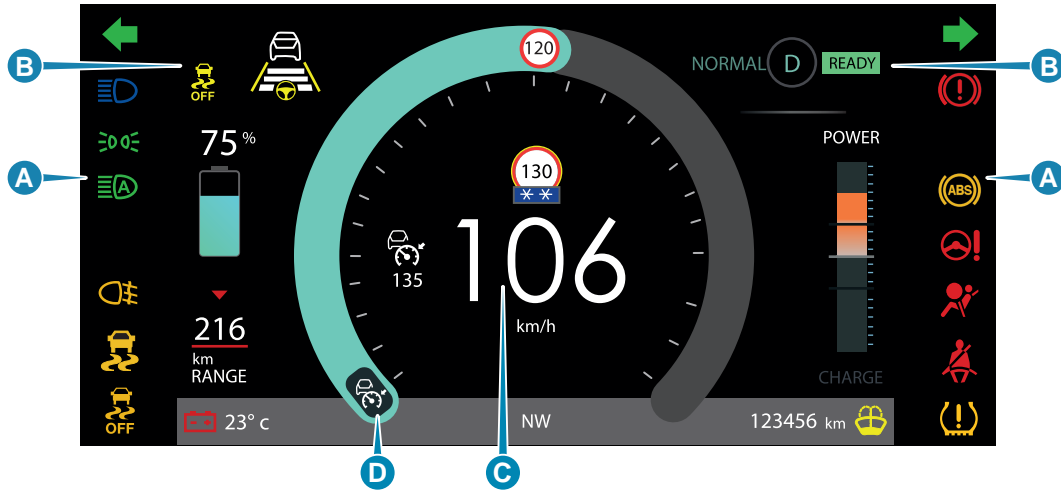 120
B
OFF
NORMAL
D
READY
B
75 %
POWER
130
A
A
ABS
A
135
106
km/h
216
km
RANGE
CHARGE
OFF
23° c
NW
123456 km
D
C